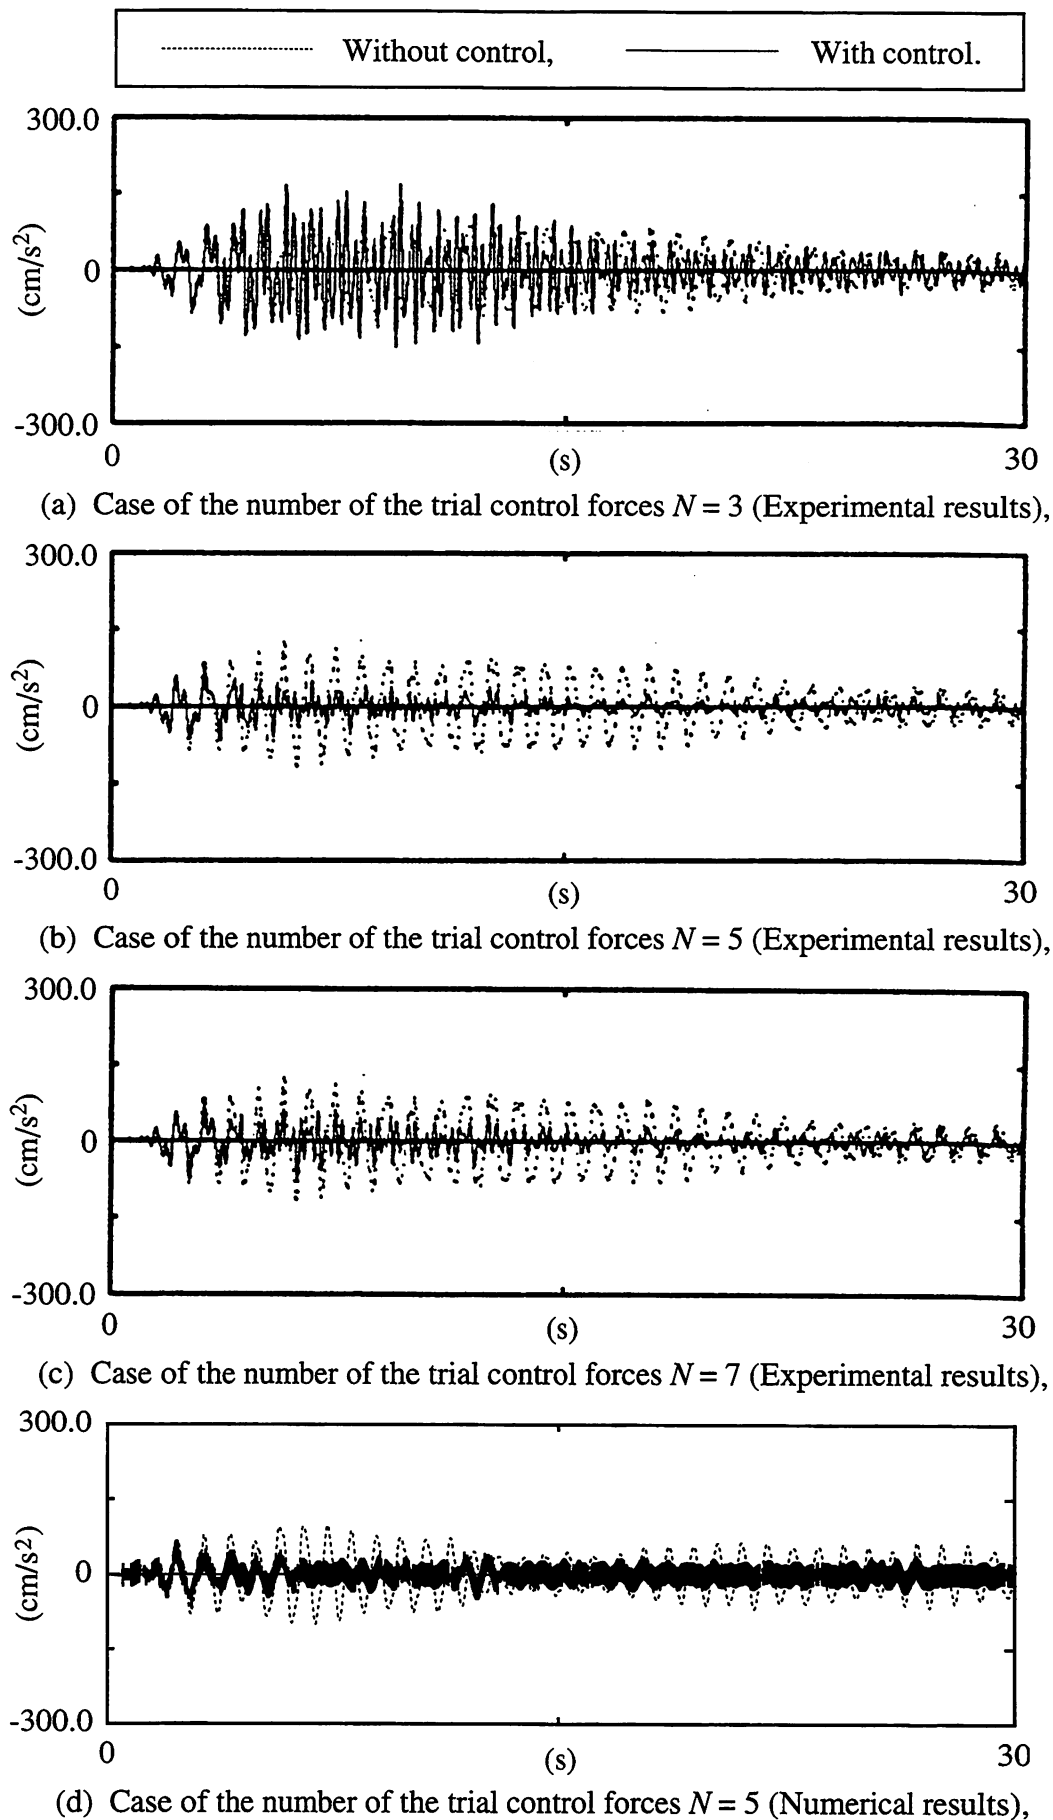 Without control, With control.
300.0
(cm/s²)
0
-300.0
0 (s) 30
(a) Case of the number of the trial control forces N = 3 (Experimental results),
300.0
(cm/s²)
0
-300.0
0 (s) 30
(b) Case of the number of the trial control forces N = 5 (Experimental results),
300.0
(cm/s²)
0
-300.0
0 (s) 30
(c) Case of the number of the trial control forces N = 7 (Experimental results),
300.0
(cm/s²)
0
-300.0
0 (s) 30
(d) Case of the number of the trial control forces N = 5 (Numerical results),